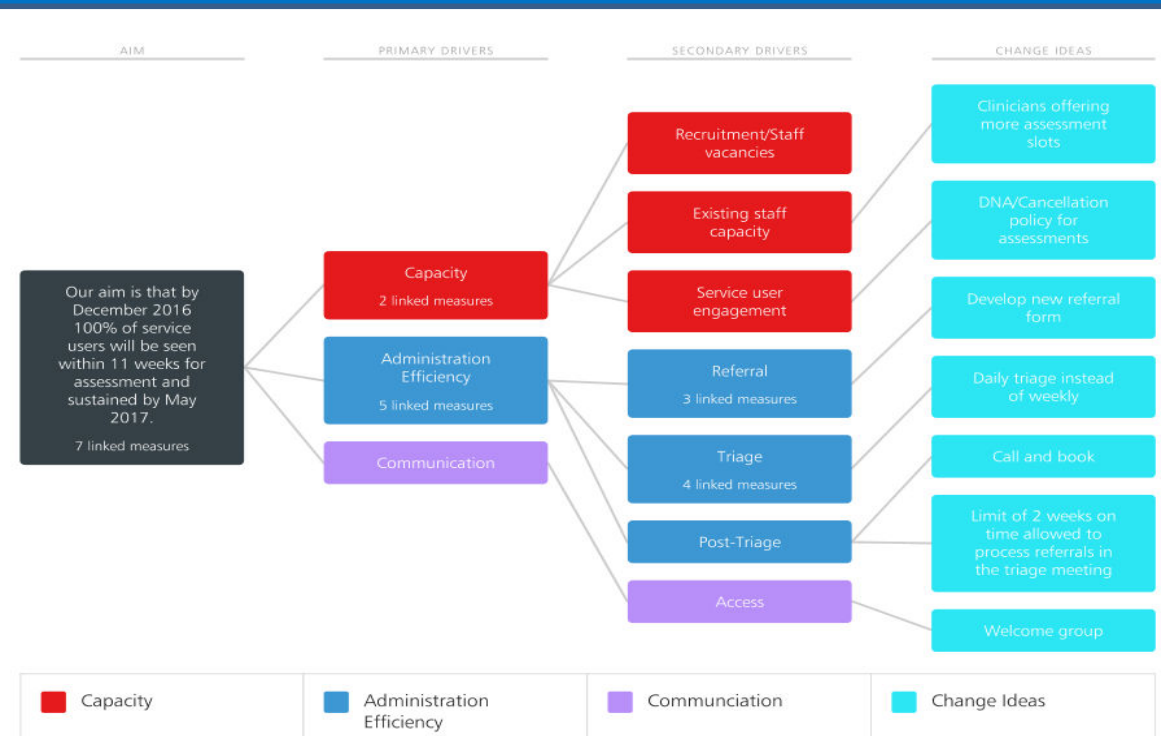 AIM
PRIMARY DRIVERS
SECONDARY DRIVERS
CHANGE IDEAS
Our aim is that by
December 2016
100% of service
users will be seen
within 11 weeks for
assessment and
sustained by May
2017.
7 linked measures
Capacity
2 linked measures
Administration
Efficiency
5 linked measures
Communication
Recruitment/Staff
vacancies
Existing staff
capacity
Service user
engagement
Referral
3 linked measures
Triage
4 linked measures
Post-Triage
Access
Clinicians offering
more assessment
slots
DNA/Cancellation
policy for
assessments
Develop new referral
form
Daily triage instead
of weekly
Call and book
Limit of 2 weeks on
time allowed to
process referrals in
the triage meeting
Welcome group
Capacity
Administration
Efficiency
Communciation
Change Ideas